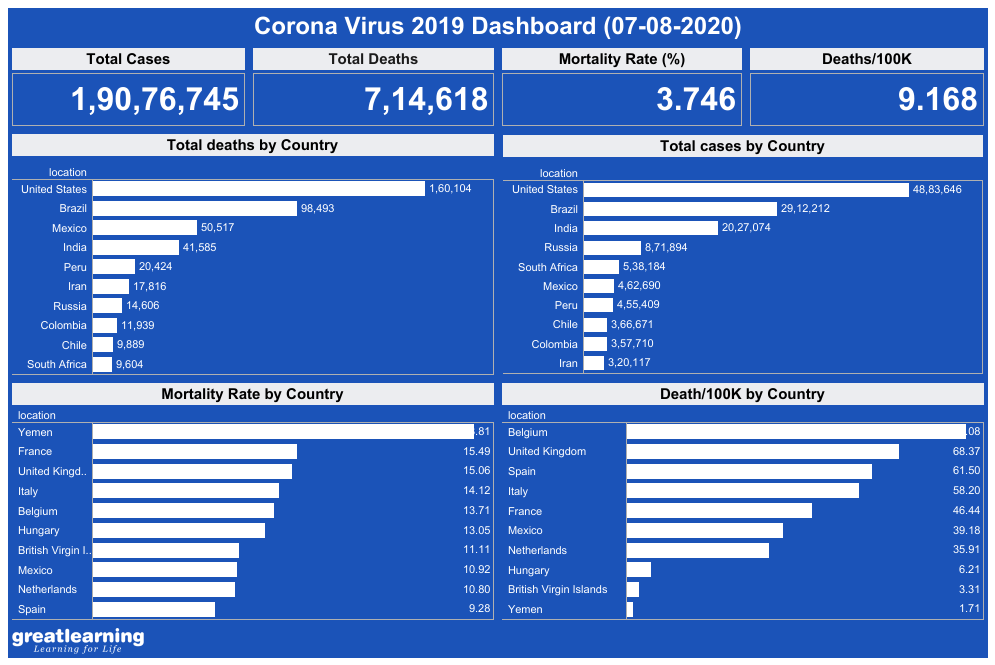 Corona Virus 2019 Dashboard (07-08-2020)
Total Cases
1,90,76,745
Total Deaths
7,14,618
Mortality Rate (%)
3.746
Deaths/100K
9.168
Total deaths by Country
location
United States 1,60,104
Brazil 98,493
Mexico 50,517
India 41,585
Peru 20,424
Iran 17,816
Russia 14,606
Colombia 11,939
Chile 9,889
South Africa 9,604
Total cases by Country
location
United States 48,83,646
Brazil 29,12,212
India 20,27,074
Russia 8,71,894
South Africa 5,38,184
Mexico 4,62,690
Peru 4,55,409
Chile 3,66,671
Colombia 3,57,710
Iran 3,20,117
Mortality Rate by Country
location
Yemen .81
France 15.49
United Kingd.. 15.06
Italy 14.12
Belgium 13.71
Hungary 13.05
British Virgin I.. 11.11
Mexico 10.92
Netherlands 10.80
Spain 9.28
Death/100K by Country
location
Belgium .08
United Kingdom 68.37
Spain 61.50
Italy 58.20
France 46.44
Mexico 39.18
Netherlands 35.91
Hungary 6.21
British Virgin Islands 3.31
Yemen 1.71
greatlearning
Learning for Life